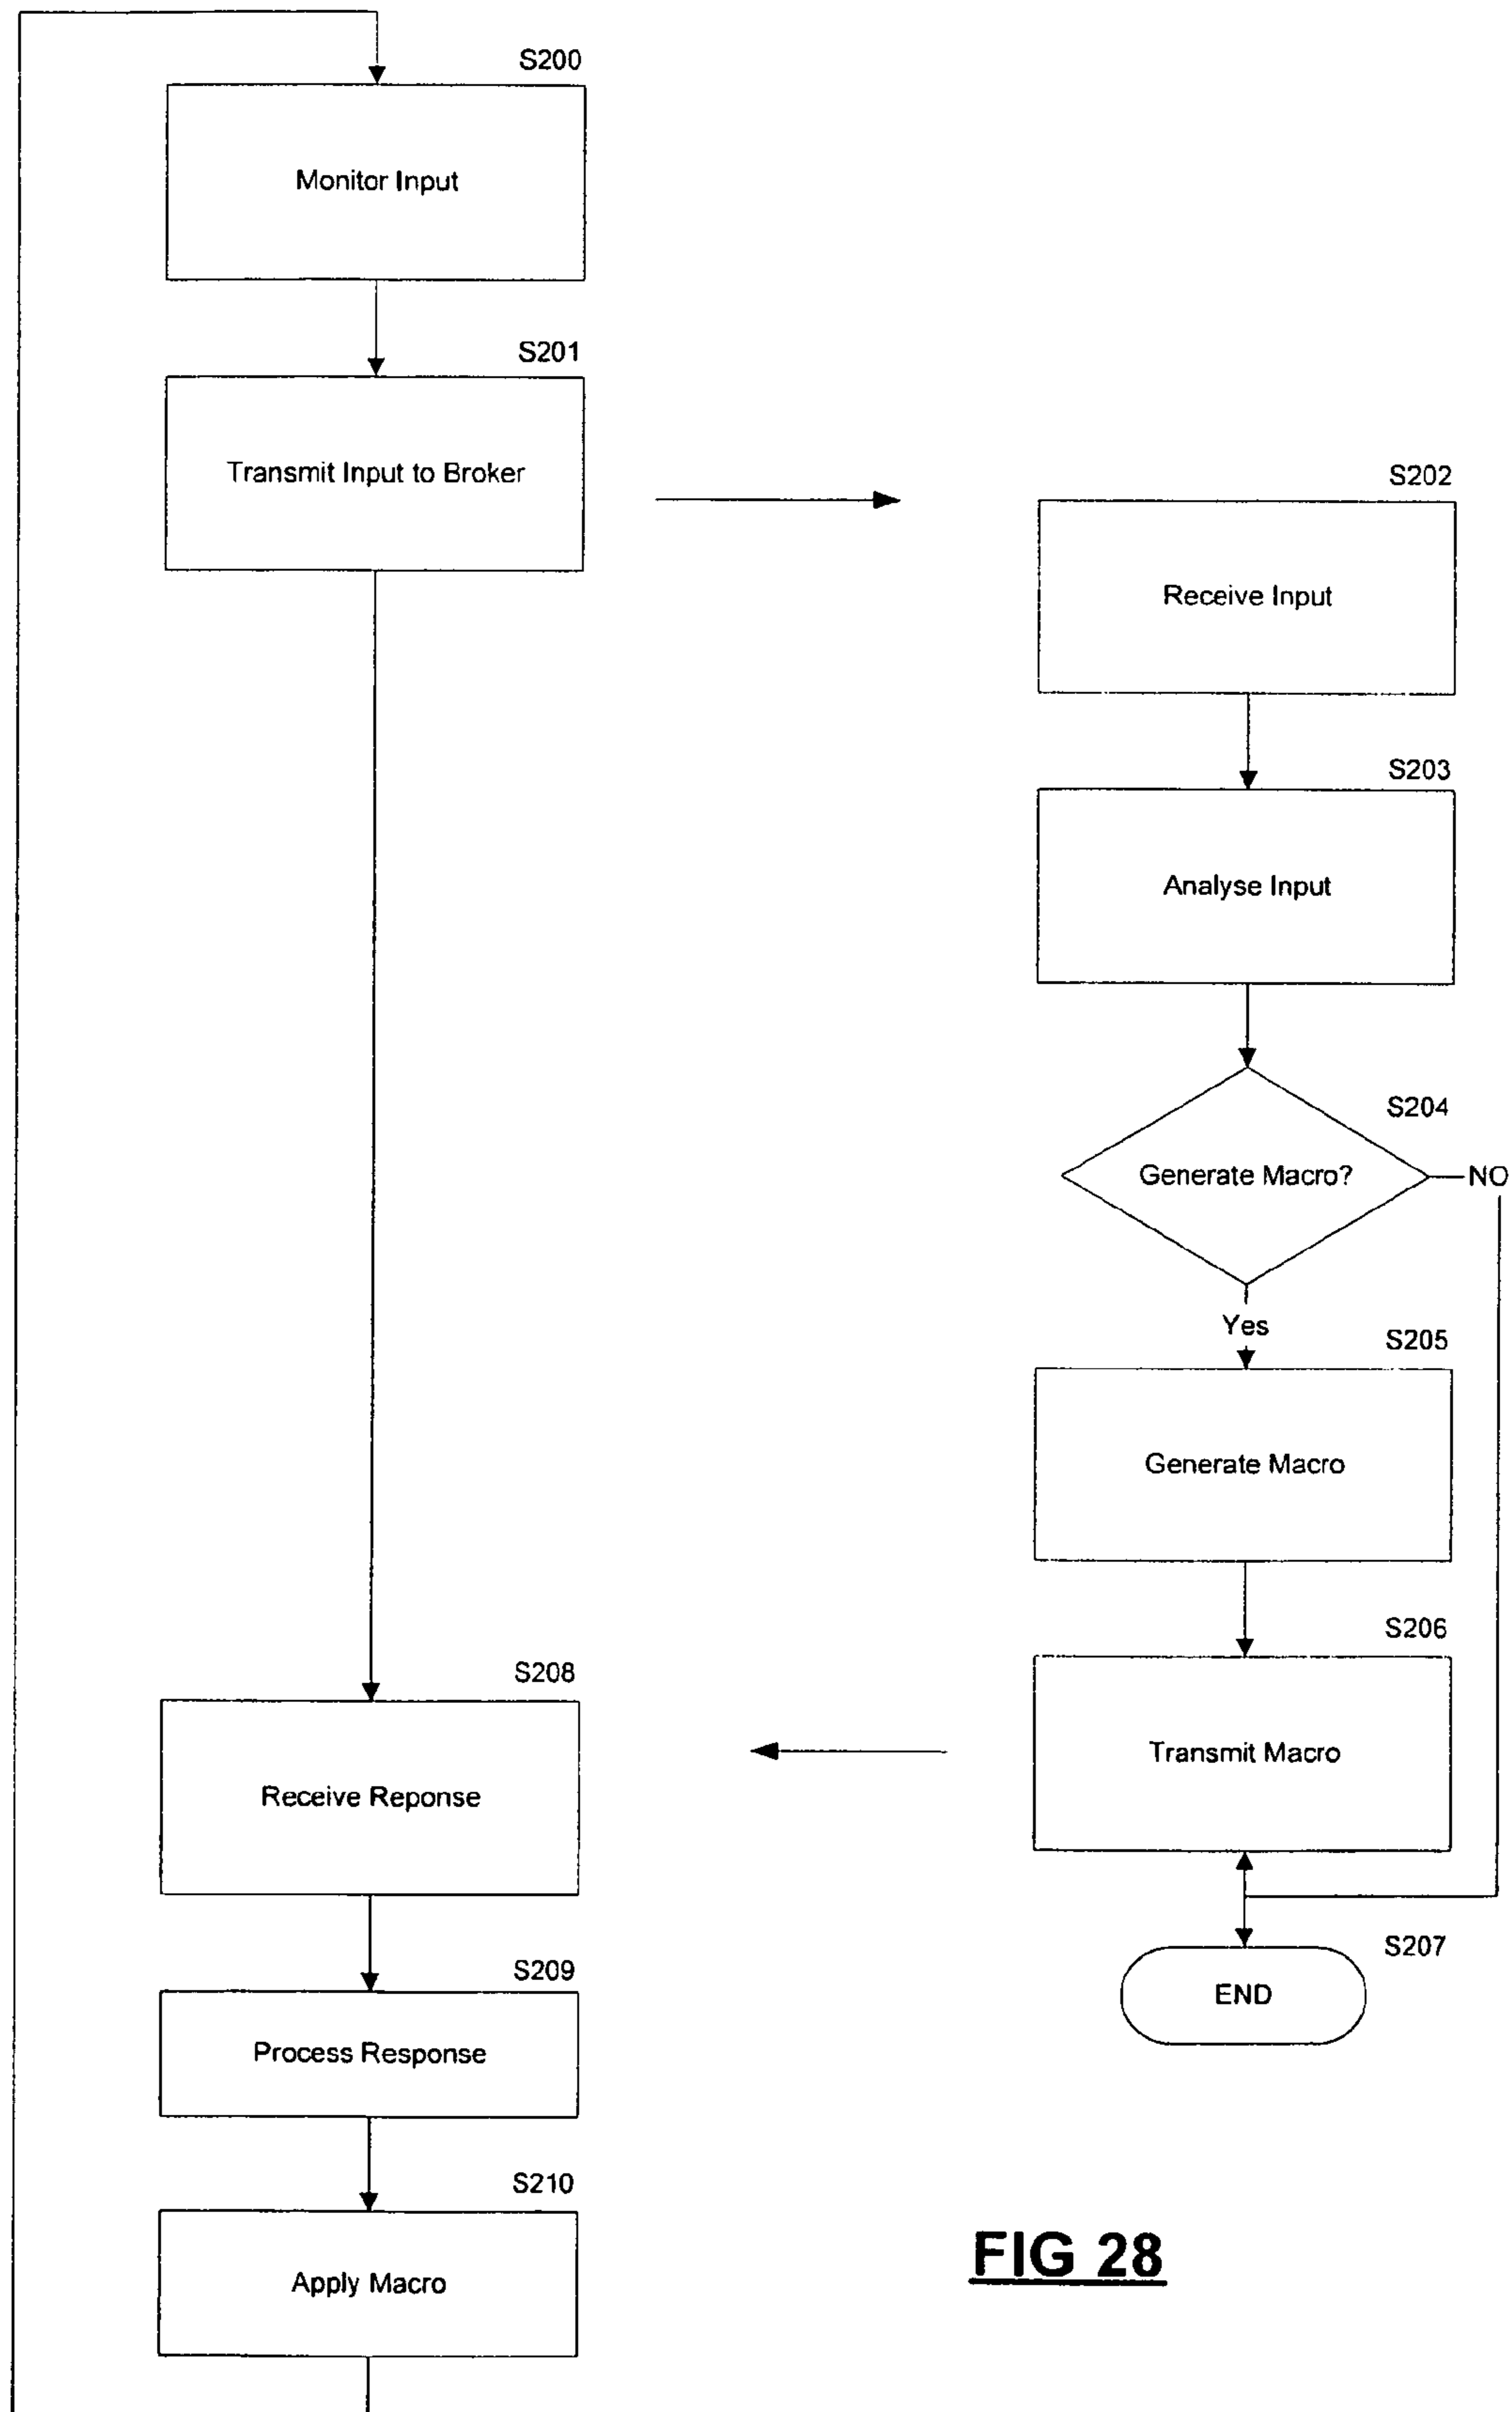 S200
Monitor Input
S201
Transmit Input to Broker
S202
Receive Input
S203
Analyse Input
S204
Generate Macro?
NO
Yes
S205
Generate Macro
S206
Transmit Macro
S207
END
S208
Receive Reponse
S209
Process Response
S210
Apply Macro
FIG 28